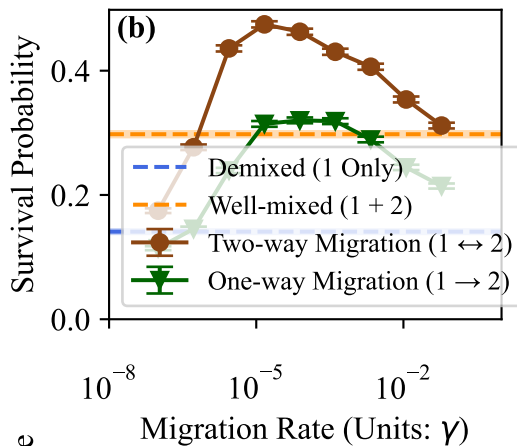 (b)
Survival Probability
0.4
0.2
0.0
Demixed (1 Only)
Well-mixed (1 + 2)
Two-way Migration (1 ↔ 2)
One-way Migration (1 → 2)
10⁻⁸ 10⁻⁵ 10⁻²
Migration Rate (Units: γ)
e